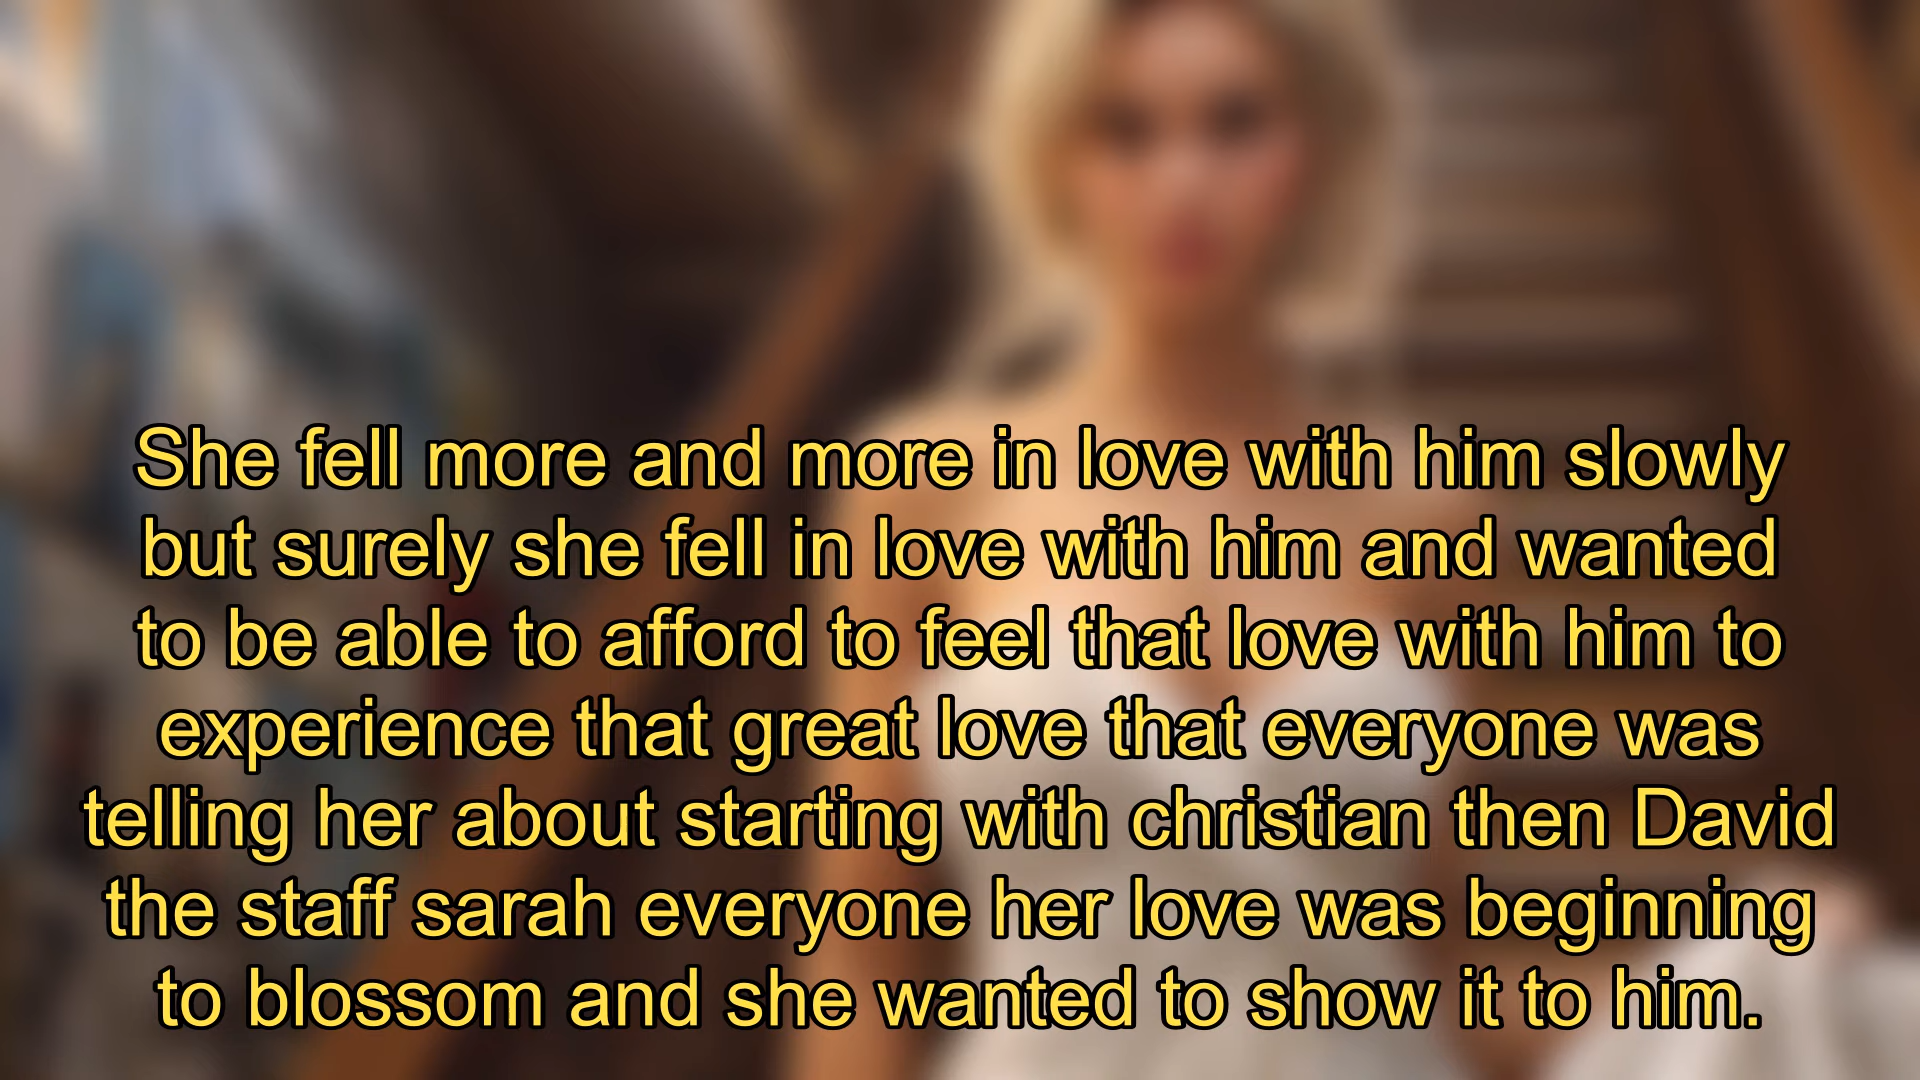 She fell more and more in love with him slowly
but surely she fell in love with him and wanted
to be able to afford to feel that love with him to
experience that great love that everyone was
telling her about starting with christian then David
the staff sarah everyone her love was beginning
to blossom and she wanted to show it to him.